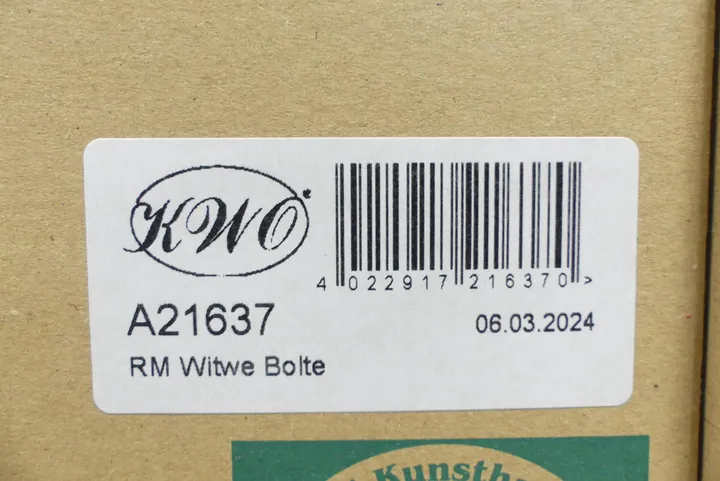 KWO
4 022917 216370 >
A21637
06.03.2024
RM Witwe Bolte